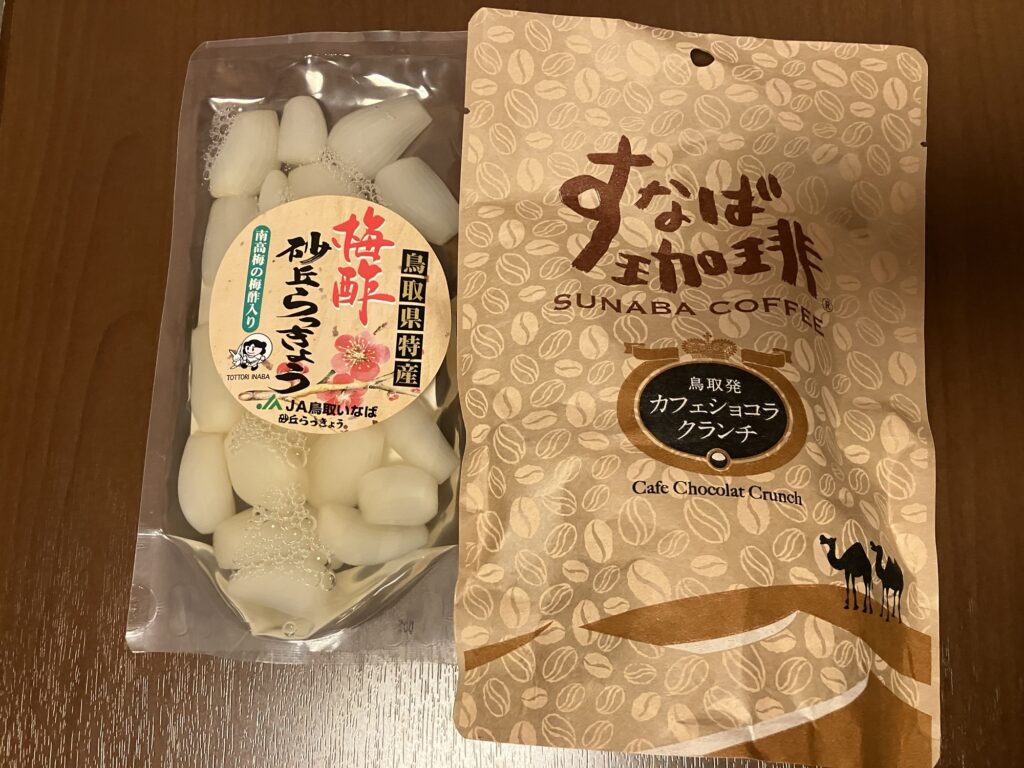 鳥取県特産
梅酢
砂丘らっきょう
南高梅の梅酢入り
TOTTORI INABA
JA鳥取いなば
砂丘らっきょう。
すなば
珈琲
SUNABA COFFEE®
鳥取発
カフェショコラ
クランチ
Cafe Chocolat Crunch